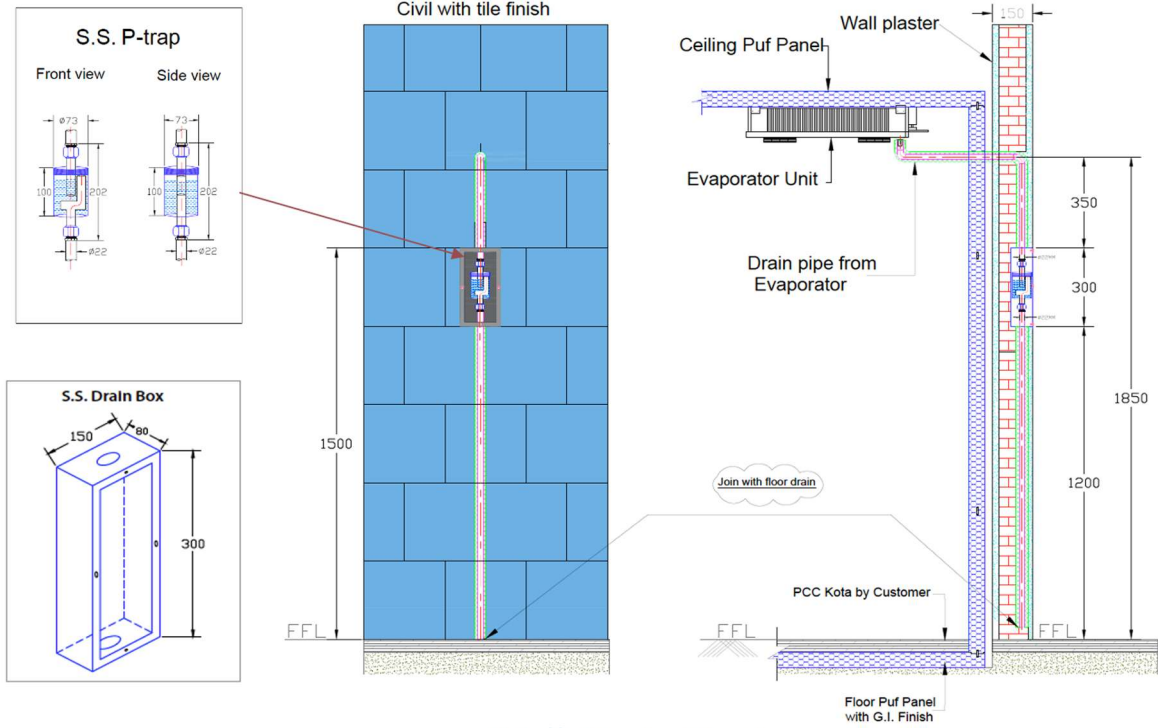 Civil with tile finish
S.S. P-trap
Front view
Side view
ø73
73
100
202
100
202
ø22
ø22
S.S. Drain Box
150
80
300
1500
FFL
150
Wall plaster
Ceiling Puf Panel
Evaporator Unit
Drain pipe from
Evaporator
350
300
1850
1200
Join with floor drain
PCC Kota by Customer
FFL
FFL
Floor Puf Panel
with G.I. Finish